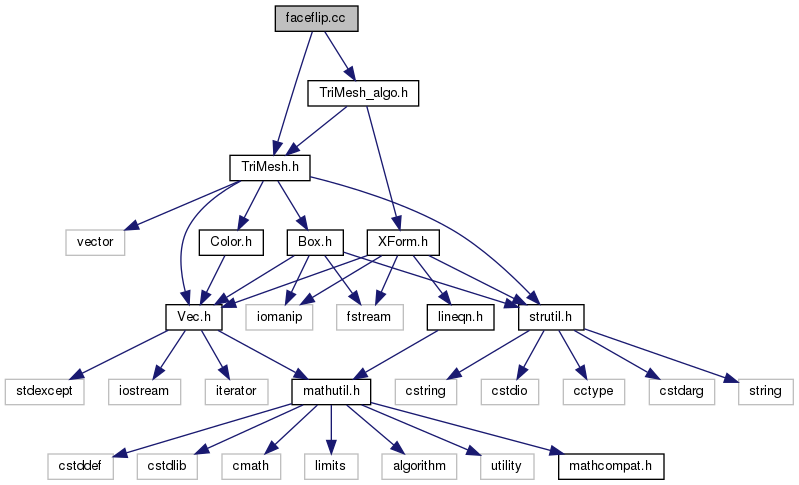 faceflip.cc
TriMesh_algo.h
TriMesh.h
vector
Color.h
Box.h
XForm.h
Vec.h
iomanip
fstream
lineqn.h
strutil.h
stdexcept
iostream
iterator
mathutil.h
cstring
cstdio
cctype
cstdarg
string
cstddef
cstdlib
cmath
limits
algorithm
utility
mathcompat.h